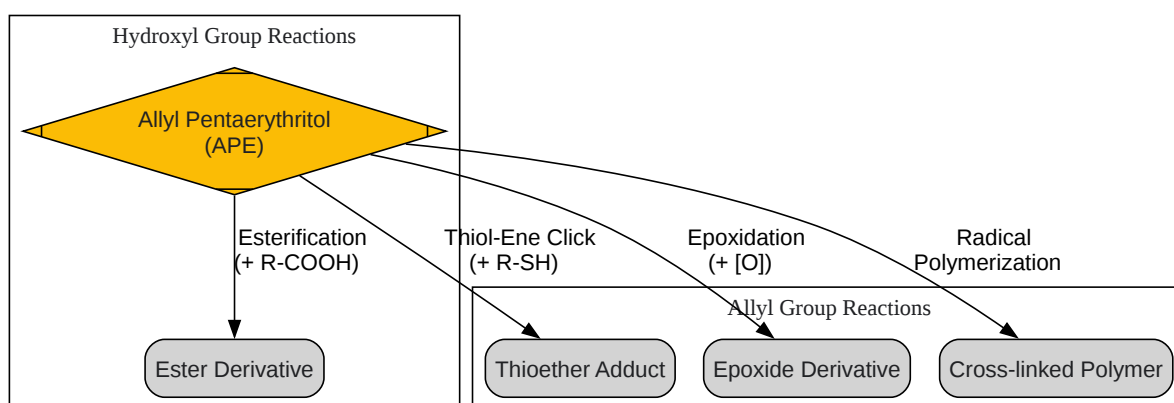 Hydroxyl Group Reactions
Allyl Pentaerythritol
(APE)
Esterification
(+ R-COOH)
Thiol-Ene Click
(+ R-SH)
Epoxidation
(+ [O])
Radical
Polymerization
Allyl Group Reactions
Ester Derivative
Thioether Adduct
Epoxide Derivative
Cross-linked Polymer